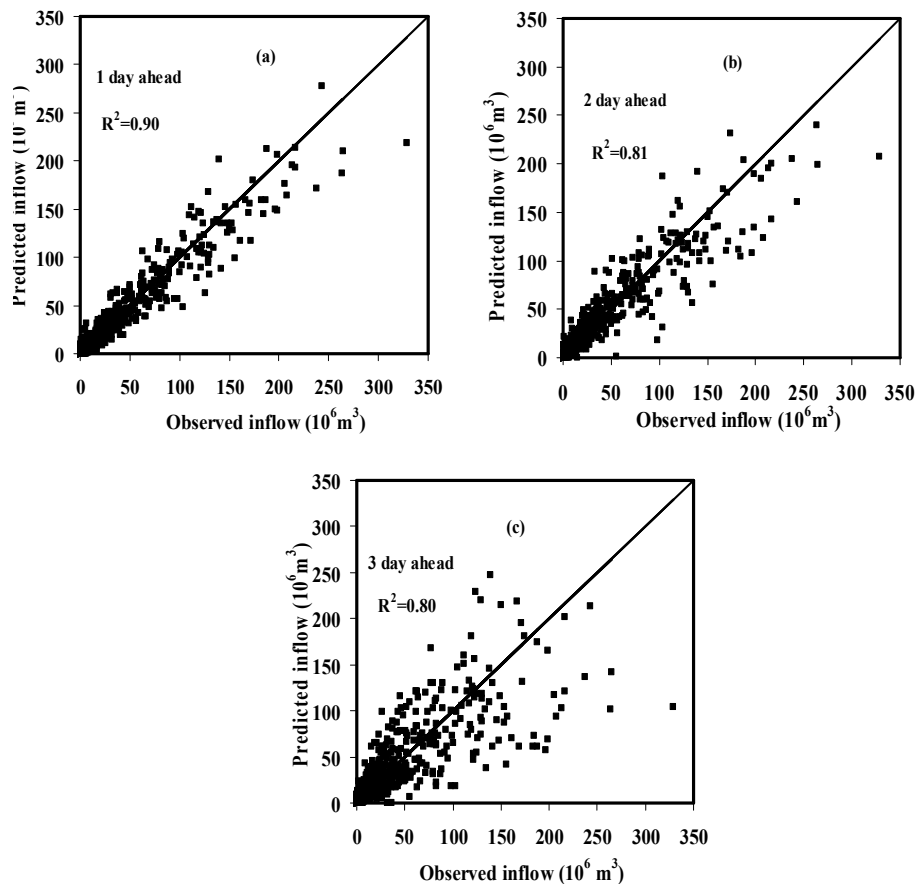 (a)
1 day ahead
R²=0.90
Predicted inflow (10⁻ m⁾)
350
300
250
200
150
100
50
0
0 50 100 150 200 250 300 350
Observed inflow (10⁶m³)
(b)
2 day ahead
R²=0.81
Predicted inflow (10⁶m³)
350
300
250
200
150
100
50
0
0 50 100 150 200 250 300 350
Observed inflow (10⁶m³)
(c)
3 day ahead
R²=0.80
Predicted inflow (10⁶m³)
350
300
250
200
150
100
50
0
0 50 100 150 200 250 300 350
Observed inflow (10⁶ m³)